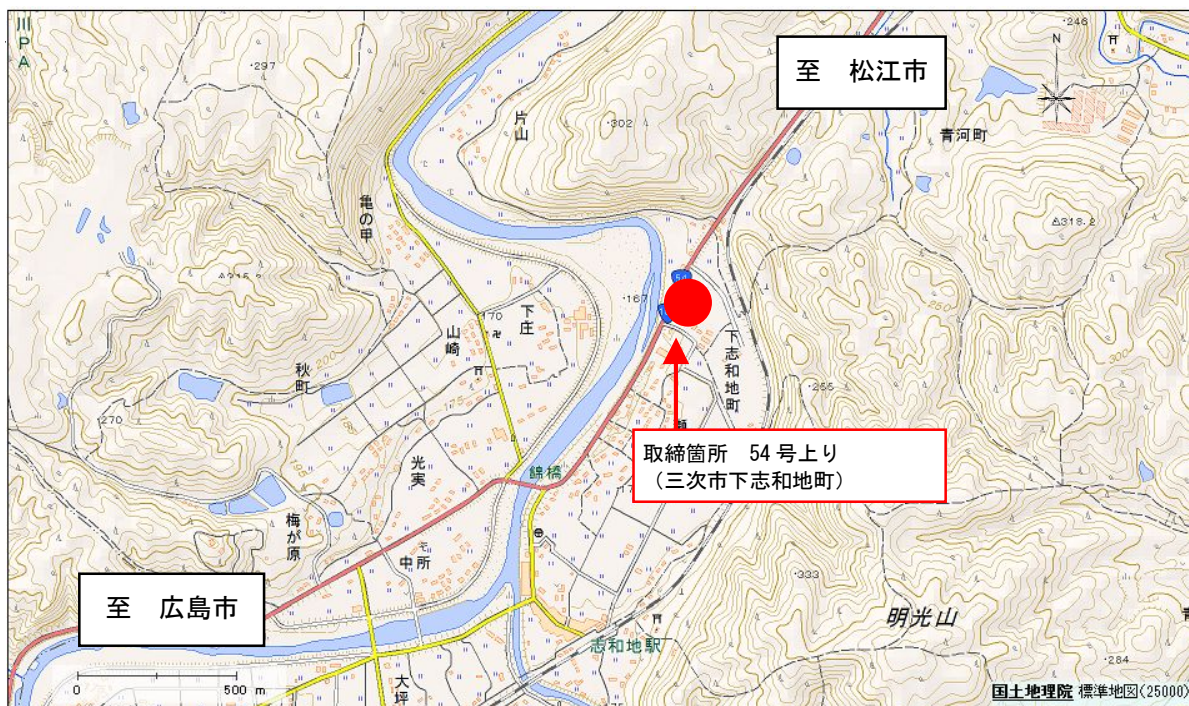 川PA
・297
・246
N
至　松江市
片山
・302
青河町
亀の甲
△318.2
54
・167
170
下庄
山崎
秋町
下志和地町
・270
取締箇所　54号上り
（三次市下志和地町）
光実
錦橋
梅が原
中所
・333
至　広島市
明光山
志和地駅
・284
大坪
0　500 m
国土地理院 標準地図(25000)